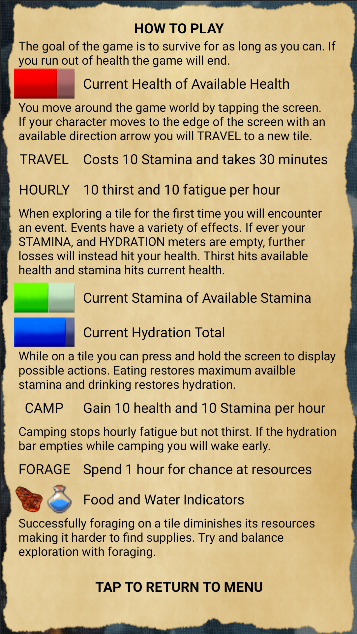 HOW TO PLAY
The goal of the game is to survive for as long as you can. If
you run out of health the game will end.
Current Health of Available Health
You move around the game world by tapping the screen.
If your character moves to the edge of the screen with an
available direction arrow you will TRAVEL to a new tile.
TRAVEL Costs 10 Stamina and takes 30 minutes
HOURLY 10 thirst and 10 fatigue per hour
When exploring a tile for the first time you will encounter
an event. Events have a variety of effects. If ever your
STAMINA, and HYDRATION meters are empty, further
losses will instead hit your health. Thirst hits available
health and stamina hits current health.
Current Stamina of Available Stamina
Current Hydration Total
While on a tile you can press and hold the screen to display
possible actions. Eating restores maximum availble
stamina and drinking restores hydration.
CAMP Gain 10 health and 10 Stamina per hour
Camping stops hourly fatigue but not thirst. If the hydration
bar empties while camping you will wake early.
FORAGE Spend 1 hour for chance at resources
Food and Water Indicators
Successfully foraging on a tile diminishes its resources
making it harder to find supplies. Try and balance
exploration with foraging.
TAP TO RETURN TO MENU